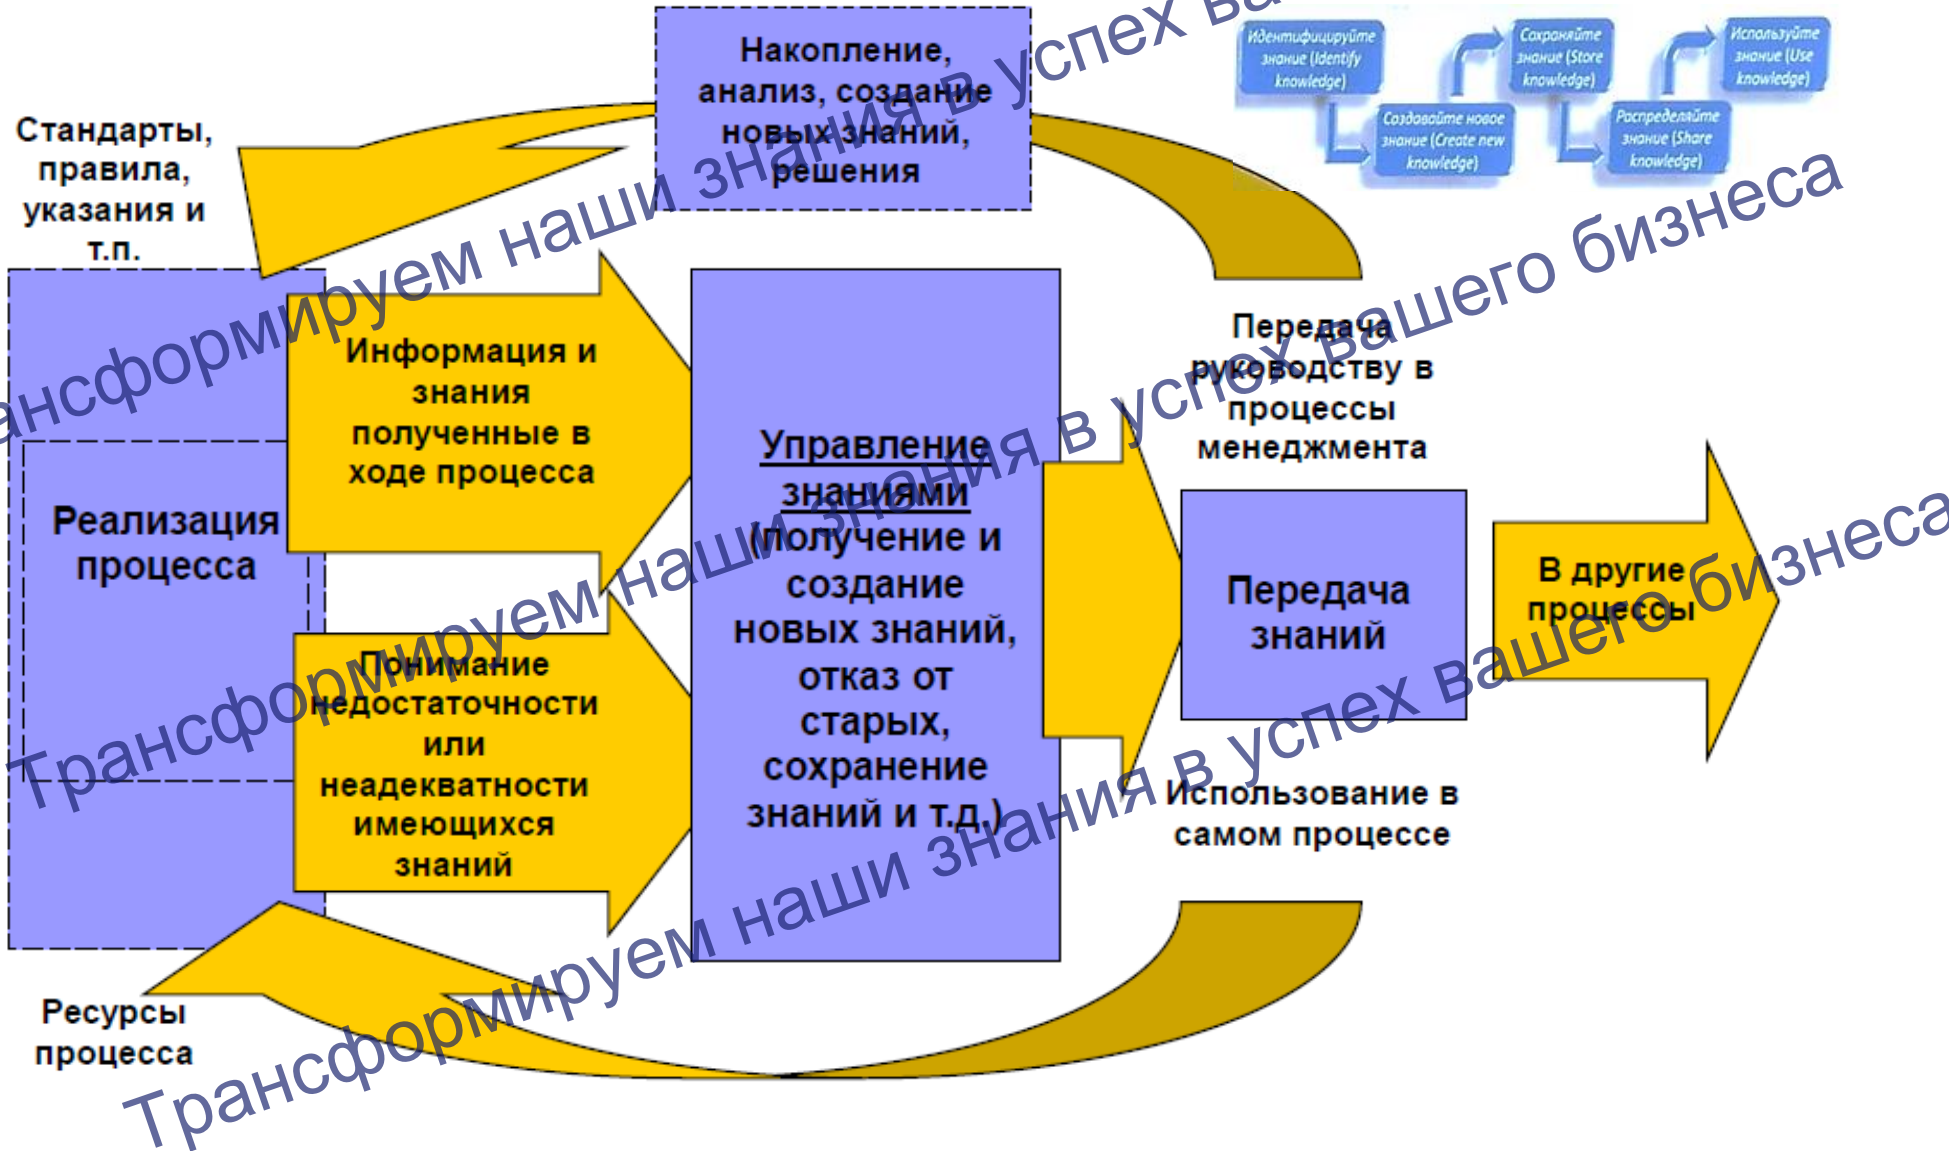 Накопление,
анализ, создание
новых знаний,
решения
Идентифицируйте
знание (Identify
knowledge)
Создавайте новое
знание (Create new
knowledge)
Сохраняйте
знание (Store
knowledge)
Распределяйте
знание (Share
knowledge)
Используйте
знание (Use
knowledge)
Стандарты,
правила,
указания и
т.п.
Реализация
процесса
Информация и
знания
полученные в
ходе процесса
Понимание
недостаточности
или
неадекватности
имеющихся
знаний
Управление
знаниями
(получение и
создание
новых знаний,
отказ от
старых,
сохранение
знаний и т.д.)
Передача
руководству в
процессы
менеджмента
Передача
знаний
В другие
процессы
Использование в
самом процессе
Ресурсы
процесса
наши знания в успех
Трансформируем наши знания в успех вашего бизнеса
Трансформируем наши знания в успех вашего бизнеса